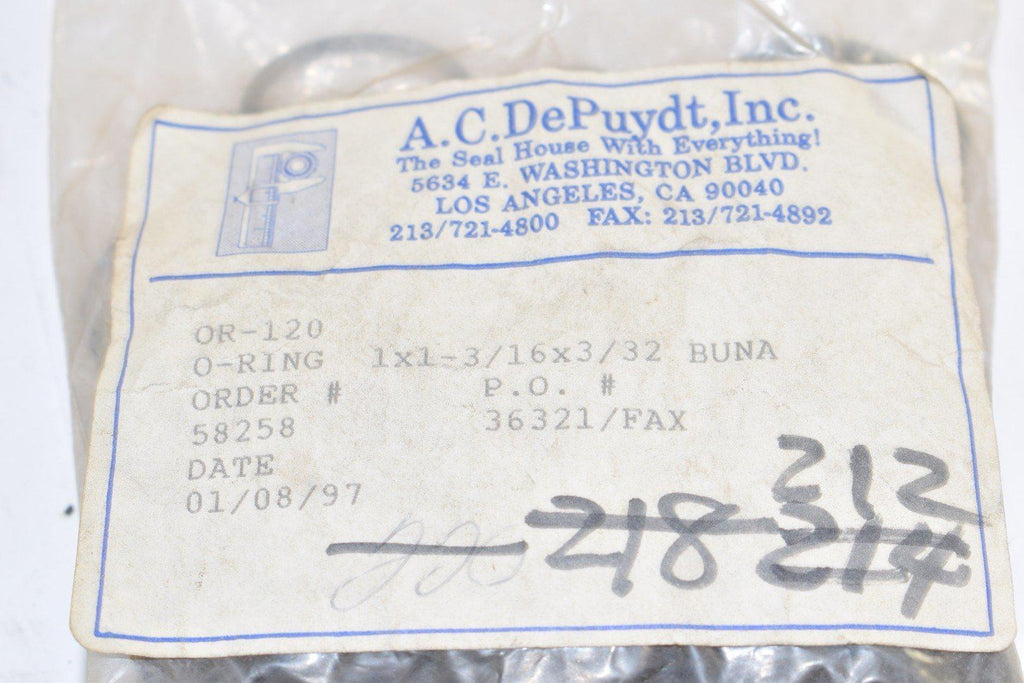 A.C.DePuydt,Inc.
The Seal House With Everything!
5634 E. WASHINGTON BLVD.
LOS ANGELES, CA 90040
213/721-4800 FAX: 213/721-4892
OR-120
O-RING 1x1-3/16x3/32 BUNA
ORDER # P.O. #
58258 36321/FAX
DATE
01/08/97
212
220 218 214